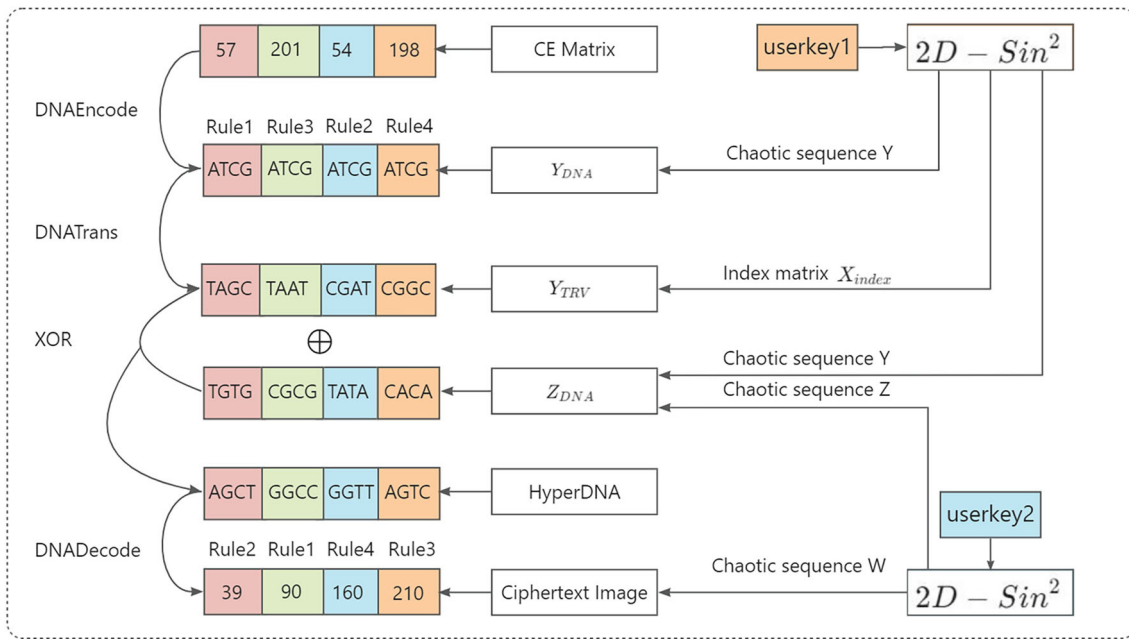 57 201 54 198
CE Matrix
userkey1
2D − Sin²
DNAEncode
Rule1 Rule3 Rule2 Rule4
ATCG ATCG ATCG ATCG
Y_DNA
Chaotic sequence Y
DNATrans
TAGC TAAT CGAT CGGC
Y_TRV
Index matrix X_index
XOR
⊕
Chaotic sequence Y
TGTG CGCG TATA CACA
Z_DNA
Chaotic sequence Z
AGCT GGCC GGTT AGTC
HyperDNA
userkey2
DNADecode
Rule2 Rule1 Rule4 Rule3
Chaotic sequence W
39 90 160 210
Ciphertext Image
2D − Sin²